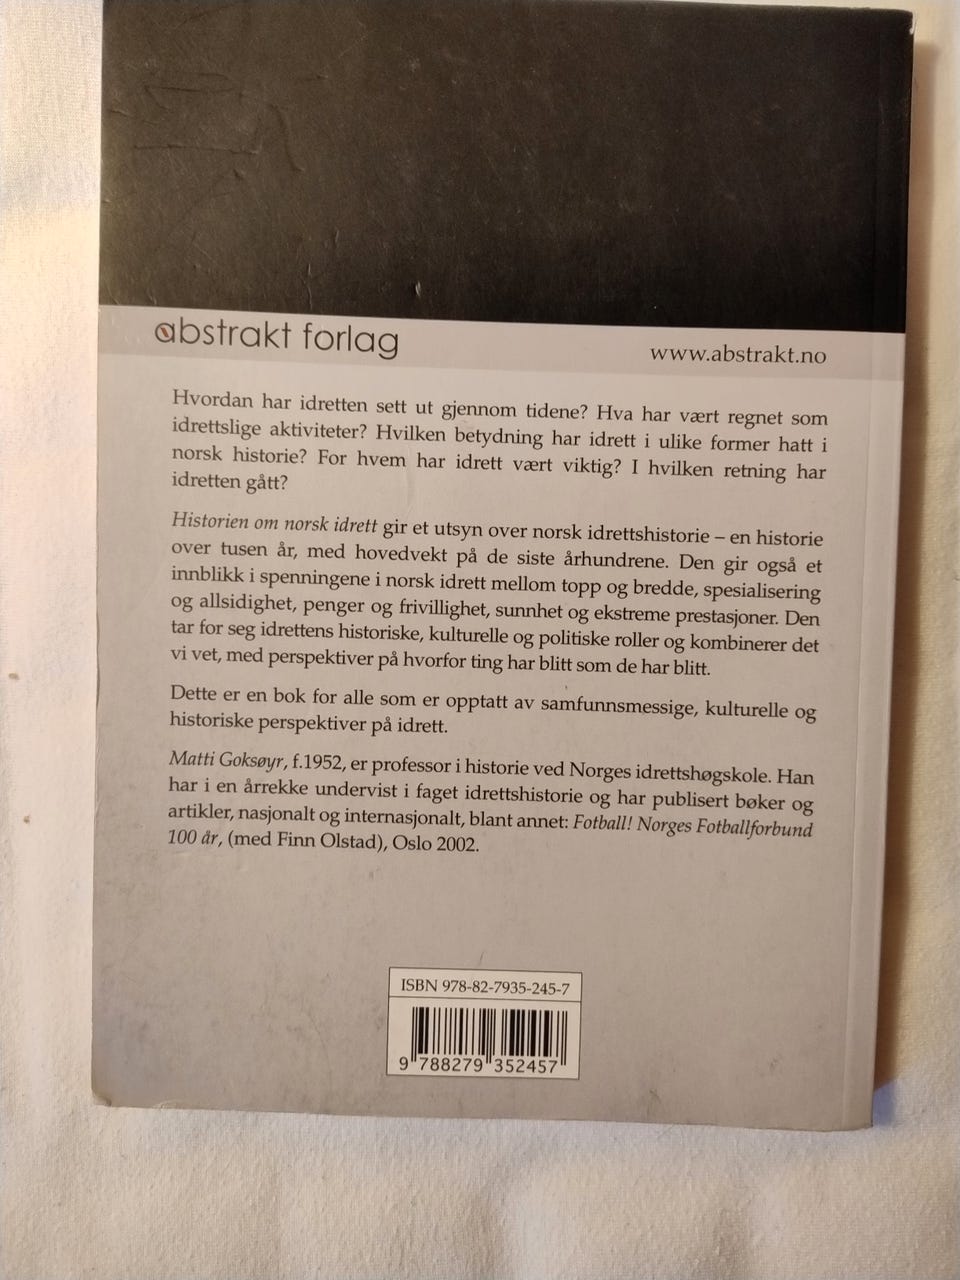 abstrakt forlag
www.abstrakt.no
Hvordan har idretten sett ut gjennom tidene? Hva har vært regnet som
idrettslige aktiviteter? Hvilken betydning har idrett i ulike former hatt i
norsk historie? For hvem har idrett vært viktig? I hvilken retning har
idretten gått?
Historien om norsk idrett gir et utsyn over norsk idrettshistorie – en historie
over tusen år, med hovedvekt på de siste århundrene. Den gir også et
innblikk i spenningene i norsk idrett mellom topp og bredde, spesialisering
og allsidighet, penger og frivillighet, sunnhet og ekstreme prestasjoner. Den
tar for seg idrettens historiske, kulturelle og politiske roller og kombinerer det
vi vet, med perspektiver på hvorfor ting har blitt som de har blitt.
Dette er en bok for alle som er opptatt av samfunnsmessige, kulturelle og
historiske perspektiver på idrett.
Matti Goksøyr, f.1952, er professor i historie ved Norges idrettshøgskole. Han
har i en årrekke undervist i faget idrettshistorie og har publisert bøker og
artikler, nasjonalt og internasjonalt, blant annet: Fotball! Norges Fotballforbund
100 år, (med Finn Olstad), Oslo 2002.
ISBN 978-82-7935-245-7
9 788279 352457